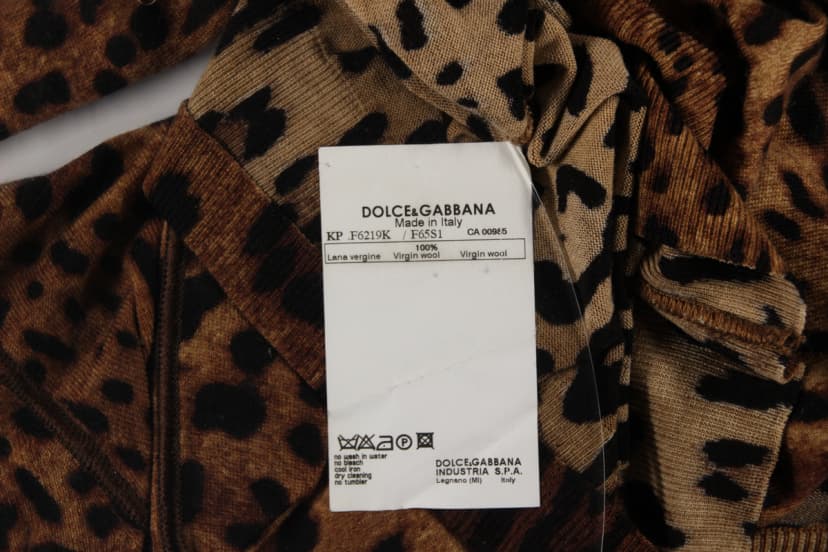 DOLCE&GABBANA
Made in Italy
KP .F6219K / F65S1 CA 00985
100%
Lana vergine Virgin wool Virgin wool
P
no wash in water
no bleach
cool iron
dry cleaning
no tumbler
DOLCE&GABBANA
INDUSTRIA S.P.A.
Legnano (MI) Italy